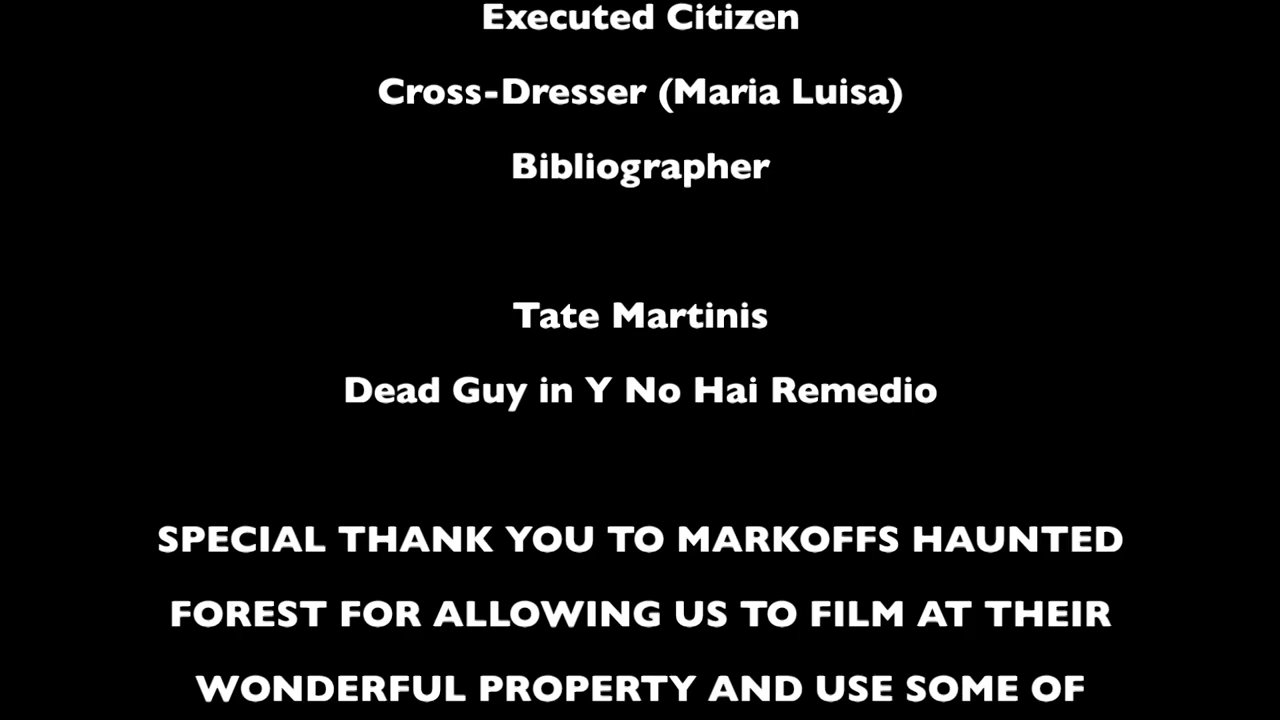 Executed Citizen
Cross-Dresser (Maria Luisa)
Bibliographer
Tate Martinis
Dead Guy in Y No Hai Remedio
SPECIAL THANK YOU TO MARKOFFS HAUNTED
FOREST FOR ALLOWING US TO FILM AT THEIR
WONDERFUL PROPERTY AND USE SOME OF